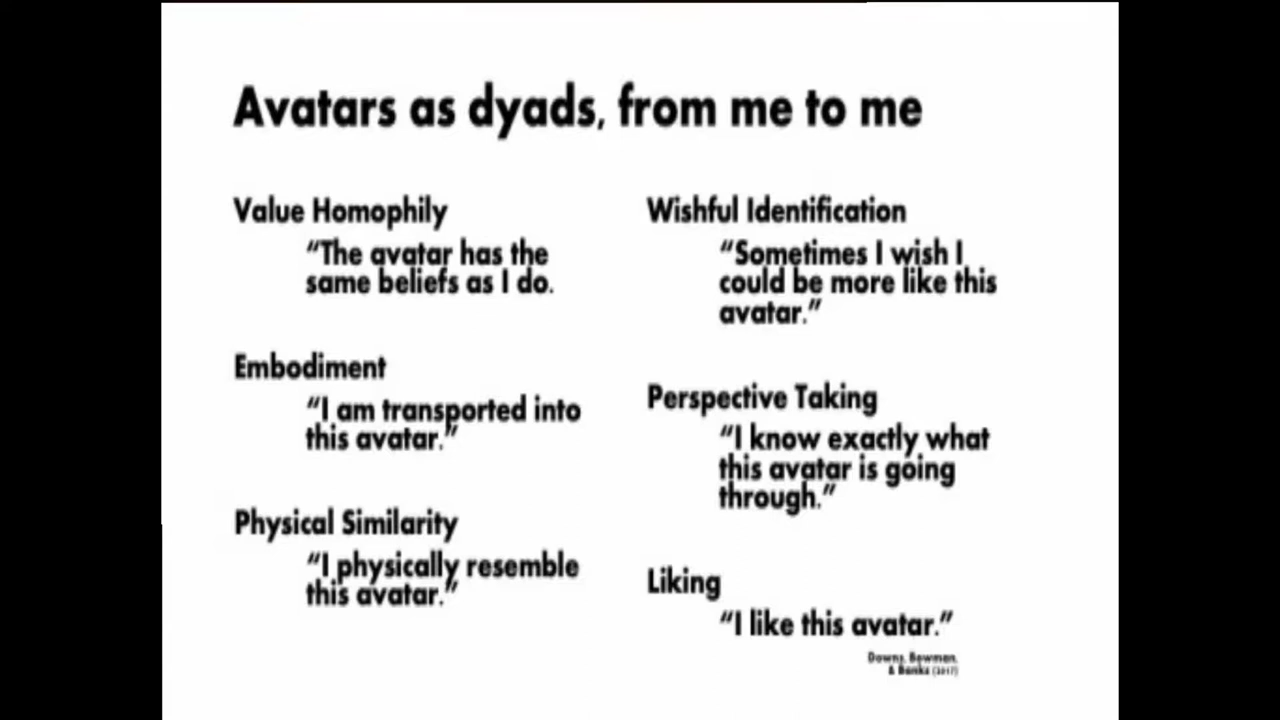 Avatars as dyads, from me to me
Value Homophily
“The avatar has the
same beliefs as I do.
Embodiment
“I am transported into
this avatar.”
Physical Similarity
“I physically resemble
this avatar.”
Wishful Identification
“Sometimes I wish I
could be more like this
avatar.”
Perspective Taking
“I know exactly what
this avatar is going
through.”
Liking
“I like this avatar.”
Downs, Bowman,
& Banks (2017)